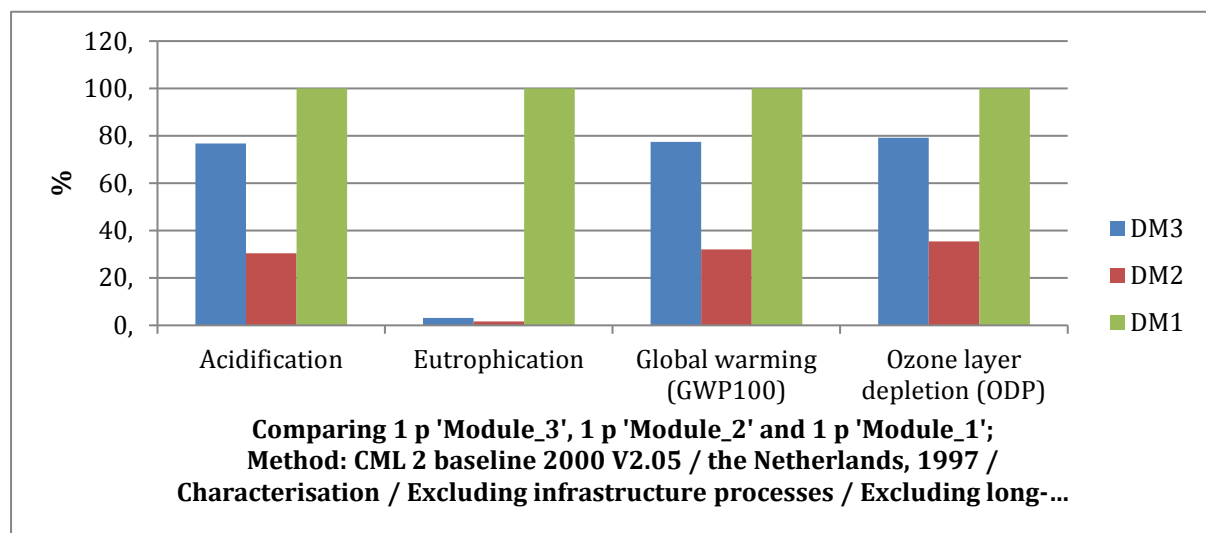 120,
100,
80,
60,
40,
20,
0,
%
Acidification
Eutrophication
Global warming
(GWP100)
Ozone layer
depletion (ODP)
DM3
DM2
DM1
Comparing 1 p 'Module_3', 1 p 'Module_2' and 1 p 'Module_1';
Method: CML 2 baseline 2000 V2.05 / the Netherlands, 1997 /
Characterisation / Excluding infrastructure processes / Excluding long-…